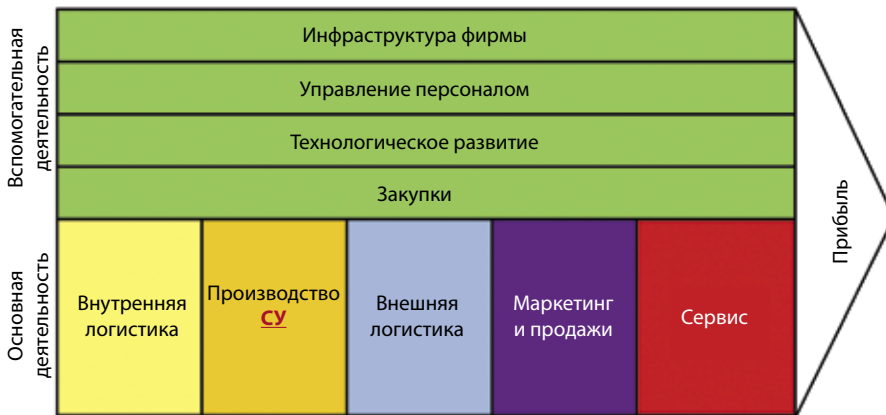 Вспомогательная
деятельность
Инфраструктура фирмы
Управление персоналом
Технологическое развитие
Закупки
Основная
деятельность
Внутренняя
логистика
Производство
СУ
Внешняя
логистика
Маркетинг
и продажи
Сервис
Прибыль